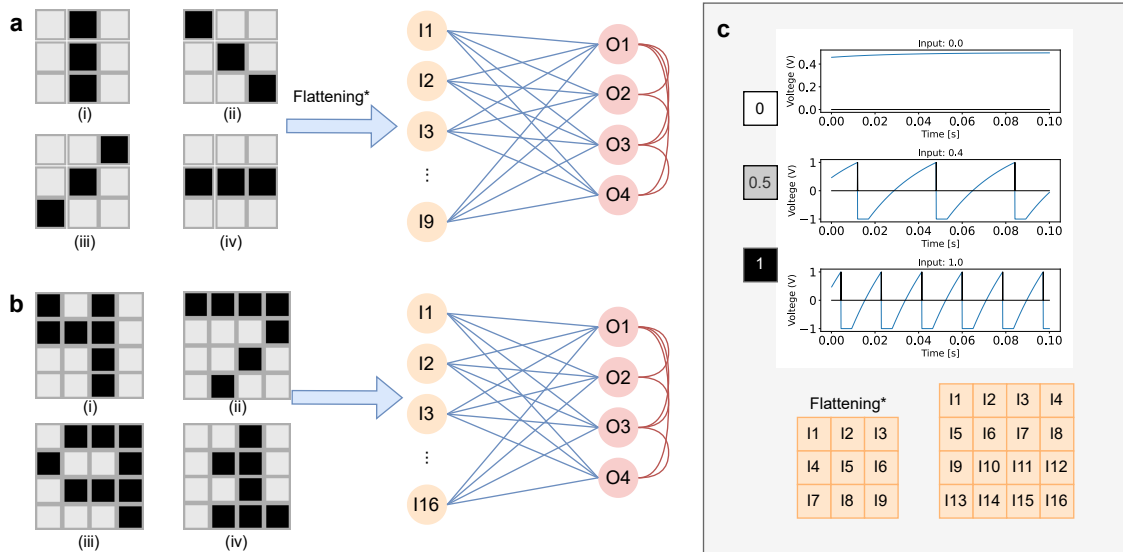 a
(i)
(ii)
(iii)
(iv)
Flattening*
I1
I2
I3
...
I9
O1
O2
O3
O4
b
(i)
(ii)
(iii)
(iv)
I1
I2
I3
...
I16
O1
O2
O3
O4
c
0
0.5
1
Input: 0.0
Voltege (V)
0.4
0.0
0.00 0.02 0.04 0.06 0.08 0.10
Time [s]
Input: 0.4
Voltege (V)
1
0
−1
0.00 0.02 0.04 0.06 0.08 0.10
Time [s]
Input: 1.0
Voltege (V)
1
0
−1
0.00 0.02 0.04 0.06 0.08 0.10
Time [s]
Flattening*
I1 I2 I3
I4 I5 I6
I7 I8 I9
I1 I2 I3 I4
I5 I6 I7 I8
I9 I10 I11 I12
I13 I14 I15 I16